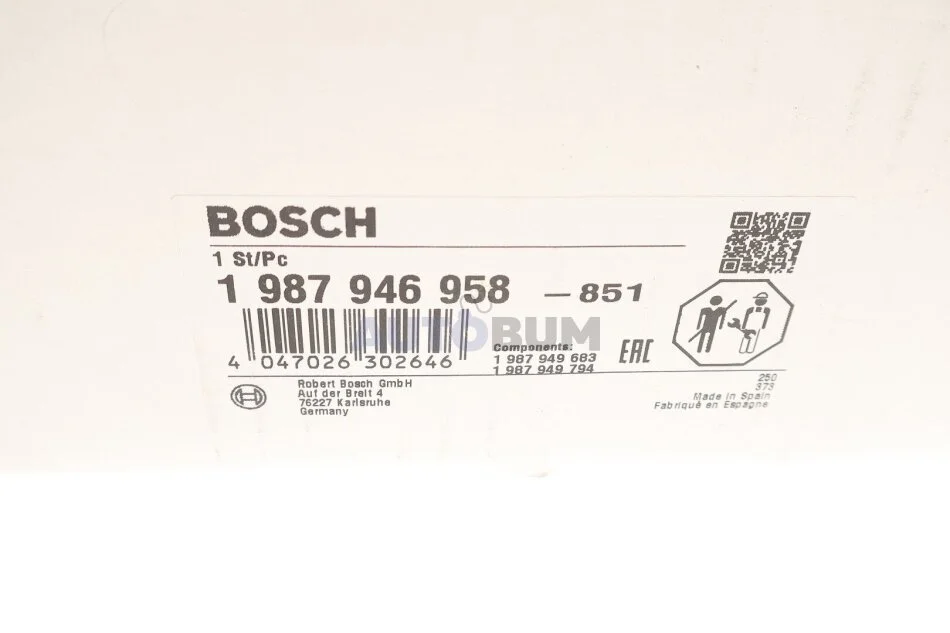 BOSCH
1 St/Pc
1 987 946 958 – 851
AUTOBUM
4 047026 302646
Components:
1 987 949 683
1 987 949 794
EAC
Robert Bosch GmbH
Auf der Breit 4
76227 Karlsruhe
Germany
250
373
Made in Spain
Fabriqué en Espagne